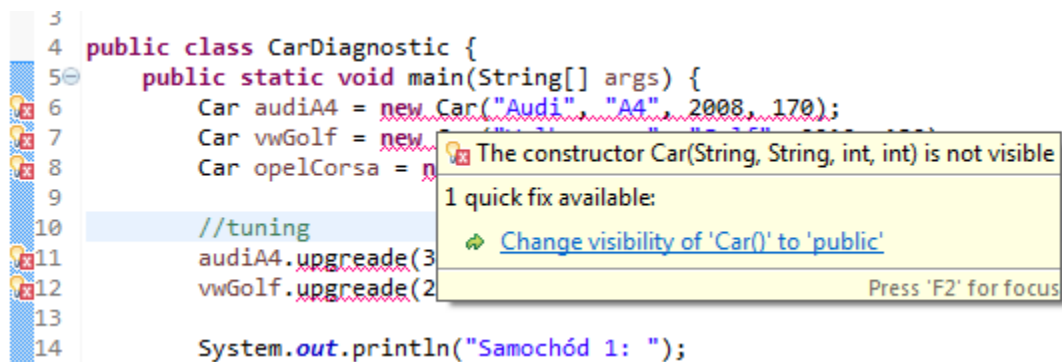 3
4 public class CarDiagnostic {
5 public static void main(String[] args) {
6 Car audiA4 = new Car("Audi", "A4", 2008, 170);
7 Car vwGolf = new
The constructor Car(String, String, int, int) is not visible
8 Car opelCorsa = n
9
1 quick fix available:
10 //tuning
Change visibility of 'Car()' to 'public'
11 audiA4.upgreade(3
12 vwGolf.upgreade(2
Press 'F2' for focus
13
14 System.out.println("Samochód 1: ");